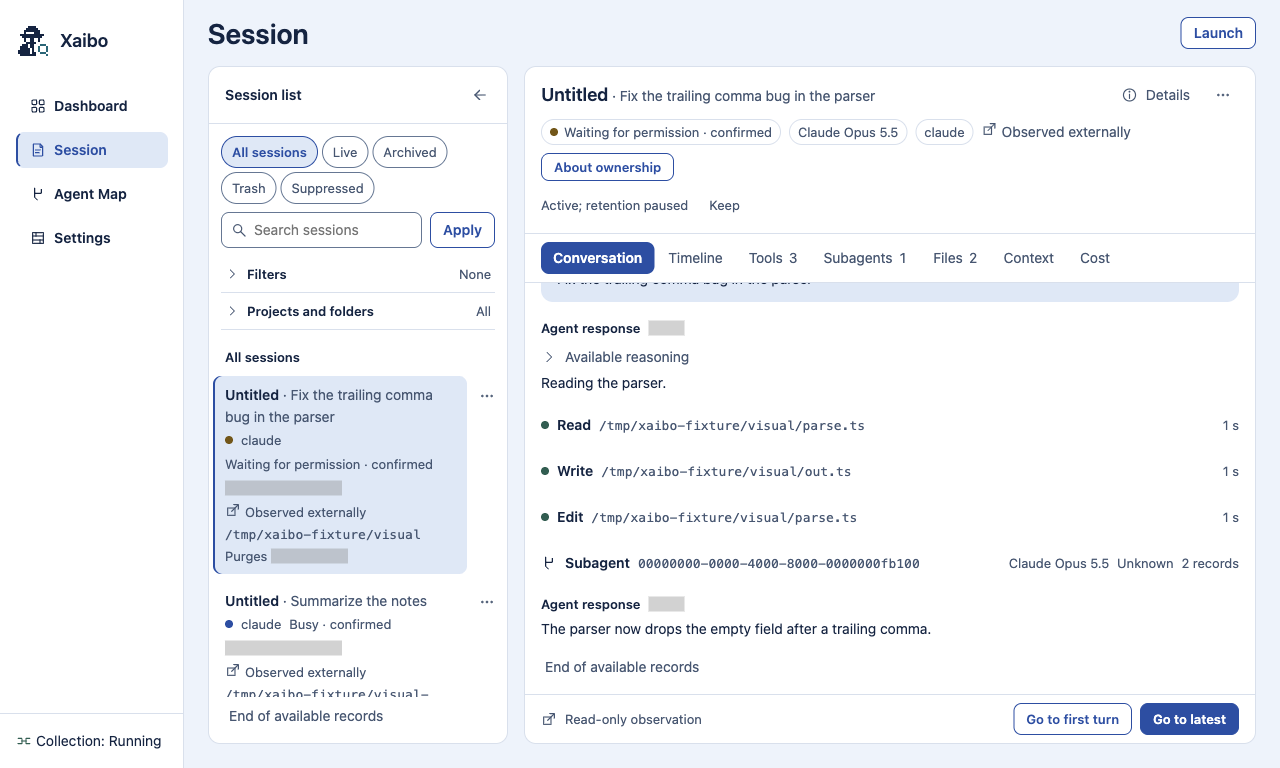 Xaibo
Dashboard
Session
Agent Map
Settings
Collection: Running
Session
Launch
Session list
All sessions
Live
Archived
Trash
Suppressed
Search sessions
Apply
Filters
None
Projects and folders
All
All sessions
Untitled · Fix the trailing comma
bug in the parser
claude
Waiting for permission · confirmed
Observed externally
/tmp/xaibo-fixture/visual
Purges
Untitled · Summarize the notes
claude Busy · confirmed
Observed externally
/tmp/xaibo-fixture/visual-
End of available records
Untitled · Fix the trailing comma bug in the parser
Details
Waiting for permission · confirmed
Claude Opus 5.5
claude
Observed externally
About ownership
Active; retention paused
Keep
Conversation
Timeline
Tools 3
Subagents 1
Files 2
Context
Cost
Fix the trailing comma bug in the parser
Agent response
Available reasoning
Reading the parser.
Read /tmp/xaibo-fixture/visual/parse.ts 1 s
Write /tmp/xaibo-fixture/visual/out.ts 1 s
Edit /tmp/xaibo-fixture/visual/parse.ts 1 s
Subagent 00000000-0000-4000-8000-0000000fb100 Claude Opus 5.5 Unknown 2 records
Agent response
The parser now drops the empty field after a trailing comma.
End of available records
Read-only observation
Go to first turn
Go to latest